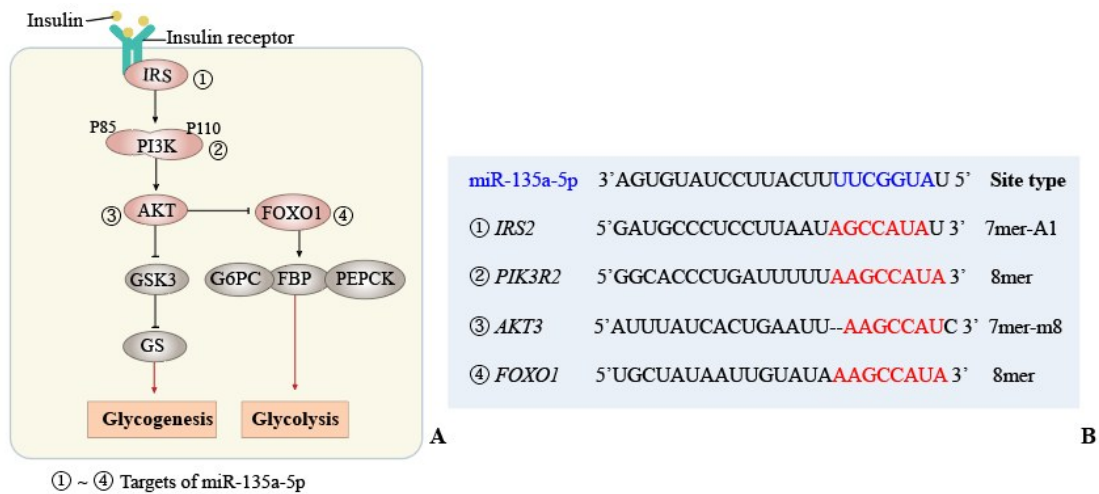 Insulin
Insulin receptor
IRS ①
P85 P110
PI3K ②
③ AKT FOXO1 ④
GSK3 G6PC FBP PEPCK
GS
Glycogenesis Glycolysis
A
① ~ ④ Targets of miR-135a-5p
miR-135a-5p 3’AGUGUAUCCUUACUUUUCGGUAU 5’ Site type
① IRS2 5’GAUGCCCUCCUUAAUAGCCAUAU 3’ 7mer-A1
② PIK3R2 5’GGCACCCUGAUUUUUAAGCCAUA 3’ 8mer
③ AKT3 5’AUUUAUCACUGAAUU--AAGCCAUC 3’ 7mer-m8
④ FOXO1 5’UGCUAUAAUUGUAUAAAGCCAUA 3’ 8mer
B